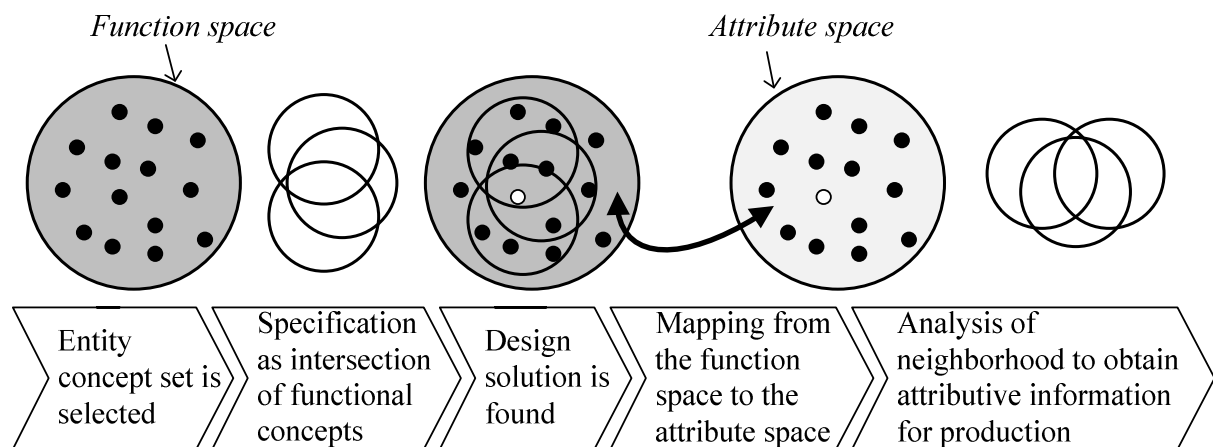 Function space
Attribute space
Entity
concept set is
selected
Specification
as intersection
of functional
concepts
Design
solution is
found
Mapping from
the function
space to the
attribute space
Analysis of
neighborhood to obtain
attributive information
for production